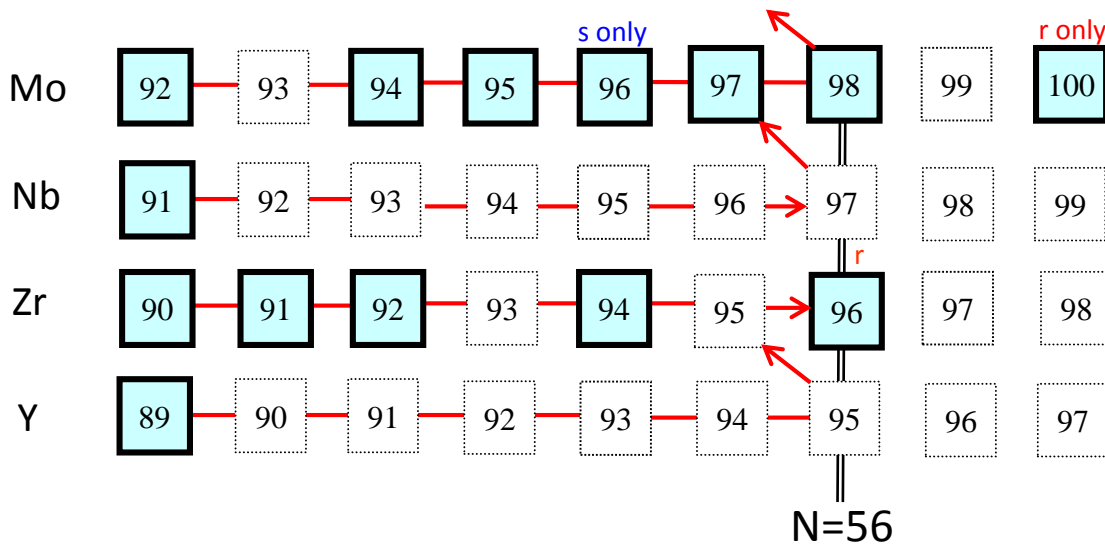 s only r only
Mo 92 93 94 95 96 97 98 99 100
Nb 91 92 93 94 95 96 97 98 99
r
Zr 90 91 92 93 94 95 96 97 98
Y 89 90 91 92 93 94 95 96 97
N=56